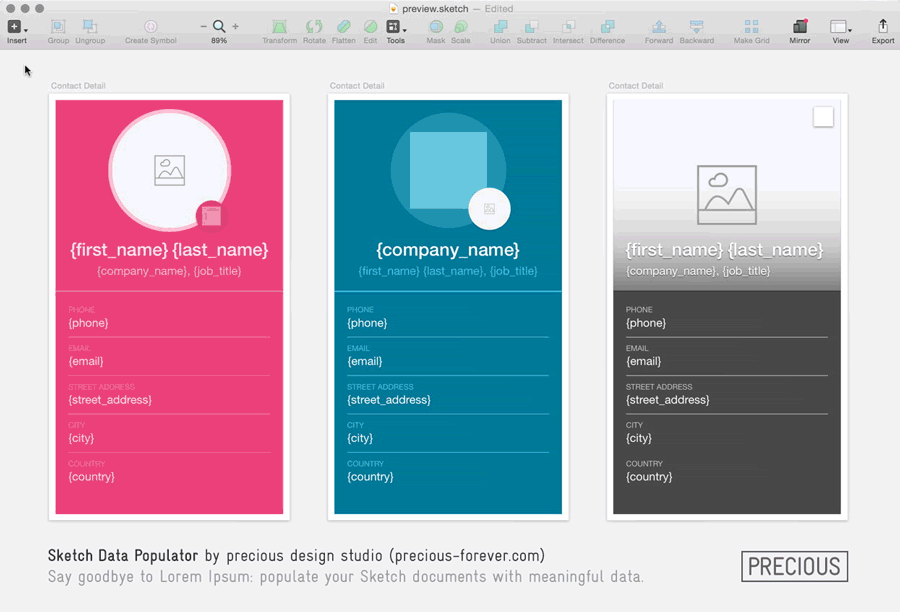 preview.sketch — Edited
Insert Group Ungroup Create Symbol 89% Transform Rotate Flatten Edit Tools Mask Scale Union Subtract Intersect Difference Forward Backward Make Grid Mirror View Export
Contact Detail
{first_name} {last_name}
{company_name}, {job_title}
PHONE
{phone}
EMAIL
{email}
STREET ADDRESS
{street_address}
CITY
{city}
COUNTRY
{country}
Contact Detail
{company_name}
{first_name} {last_name}, {job_title}
PHONE
{phone}
EMAIL
{email}
STREET ADDRESS
{street_address}
CITY
{city}
COUNTRY
{country}
Contact Detail
{first_name} {last_name}
{company_name}, {job_title}
PHONE
{phone}
EMAIL
{email}
STREET ADDRESS
{street_address}
CITY
{city}
COUNTRY
{country}
Sketch Data Populator by precious design studio (precious-forever.com)
Say goodbye to Lorem Ipsum: populate your Sketch documents with meaningful data.
PRECIOUS